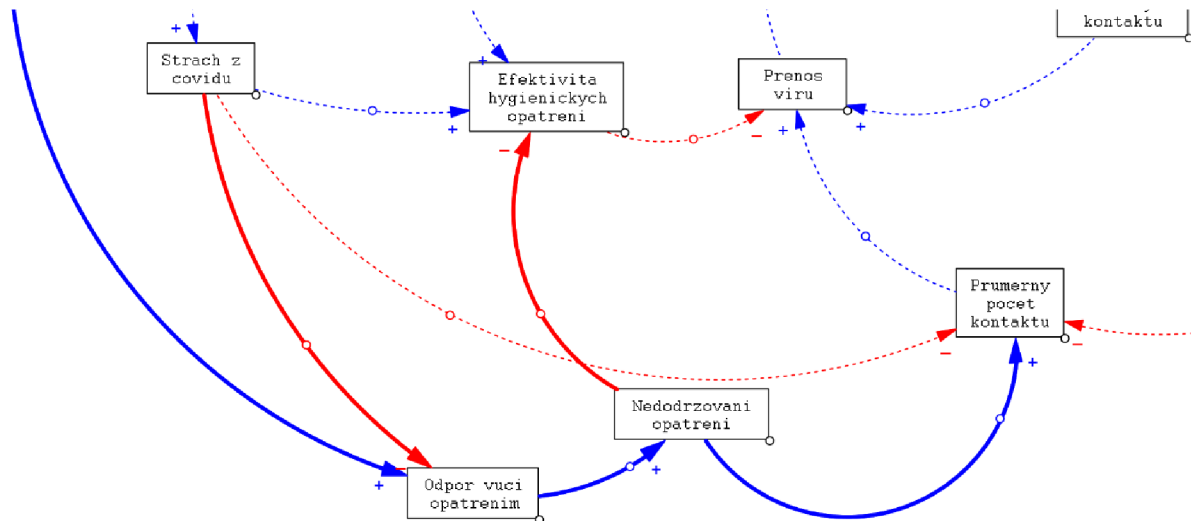 kontaktu
Strach z
covidu
Efektivita
hygienickych
opatreni
Prenos
viru
Prumerny
pocet
kontaktu
Nedodrzovani
opatreni
Odpor vuci
opatrenim